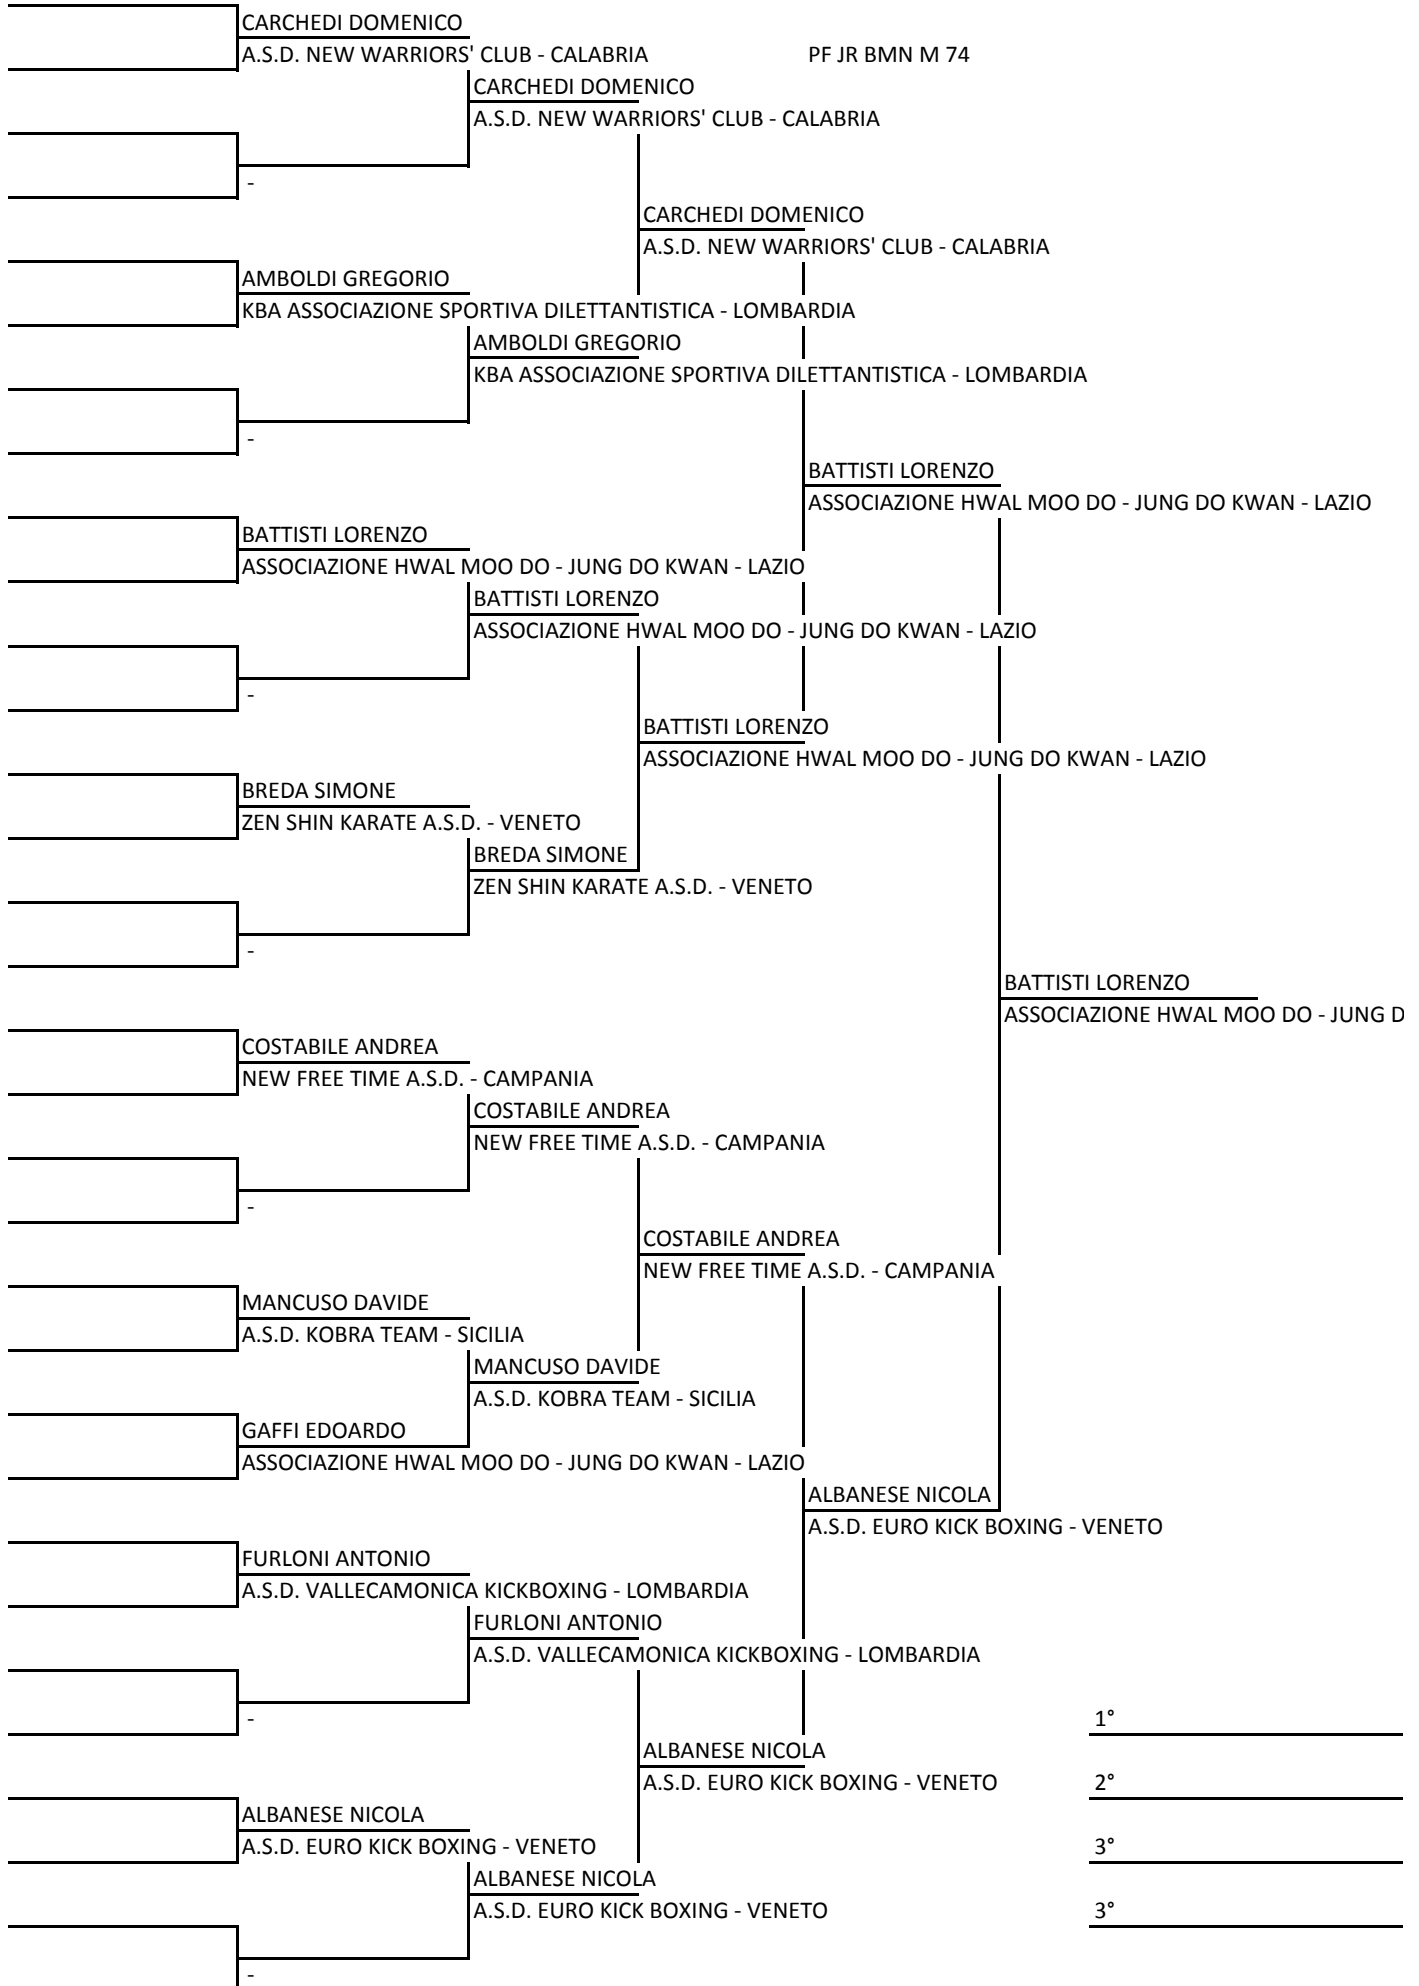 CARCHEDI DOMENICO
A.S.D. NEW WARRIORS' CLUB - CALABRIA
PF JR BMN M 74
CARCHEDI DOMENICO
A.S.D. NEW WARRIORS' CLUB - CALABRIA
-
CARCHEDI DOMENICO
A.S.D. NEW WARRIORS' CLUB - CALABRIA
AMBOLDI GREGORIO
KBA ASSOCIAZIONE SPORTIVA DILETTANTISTICA - LOMBARDIA
AMBOLDI GREGORIO
KBA ASSOCIAZIONE SPORTIVA DILETTANTISTICA - LOMBARDIA
-
BATTISTI LORENZO
ASSOCIAZIONE HWAL MOO DO - JUNG DO KWAN - LAZIO
BATTISTI LORENZO
ASSOCIAZIONE HWAL MOO DO - JUNG DO KWAN - LAZIO
BATTISTI LORENZO
ASSOCIAZIONE HWAL MOO DO - JUNG DO KWAN - LAZIO
-
BATTISTI LORENZO
ASSOCIAZIONE HWAL MOO DO - JUNG DO KWAN - LAZIO
BREDA SIMONE
ZEN SHIN KARATE A.S.D. - VENETO
BREDA SIMONE
ZEN SHIN KARATE A.S.D. - VENETO
-
BATTISTI LORENZO
ASSOCIAZIONE HWAL MOO DO - JUNG D
COSTABILE ANDREA
NEW FREE TIME A.S.D. - CAMPANIA
COSTABILE ANDREA
NEW FREE TIME A.S.D. - CAMPANIA
-
COSTABILE ANDREA
NEW FREE TIME A.S.D. - CAMPANIA
MANCUSO DAVIDE
A.S.D. KOBRA TEAM - SICILIA
MANCUSO DAVIDE
A.S.D. KOBRA TEAM - SICILIA
GAFFI EDOARDO
ASSOCIAZIONE HWAL MOO DO - JUNG DO KWAN - LAZIO
ALBANESE NICOLA
A.S.D. EURO KICK BOXING - VENETO
FURLONI ANTONIO
A.S.D. VALLECAMONICA KICKBOXING - LOMBARDIA
FURLONI ANTONIO
A.S.D. VALLECAMONICA KICKBOXING - LOMBARDIA
-
1°
ALBANESE NICOLA
A.S.D. EURO KICK BOXING - VENETO
2°
ALBANESE NICOLA
A.S.D. EURO KICK BOXING - VENETO
3°
ALBANESE NICOLA
A.S.D. EURO KICK BOXING - VENETO
3°
-